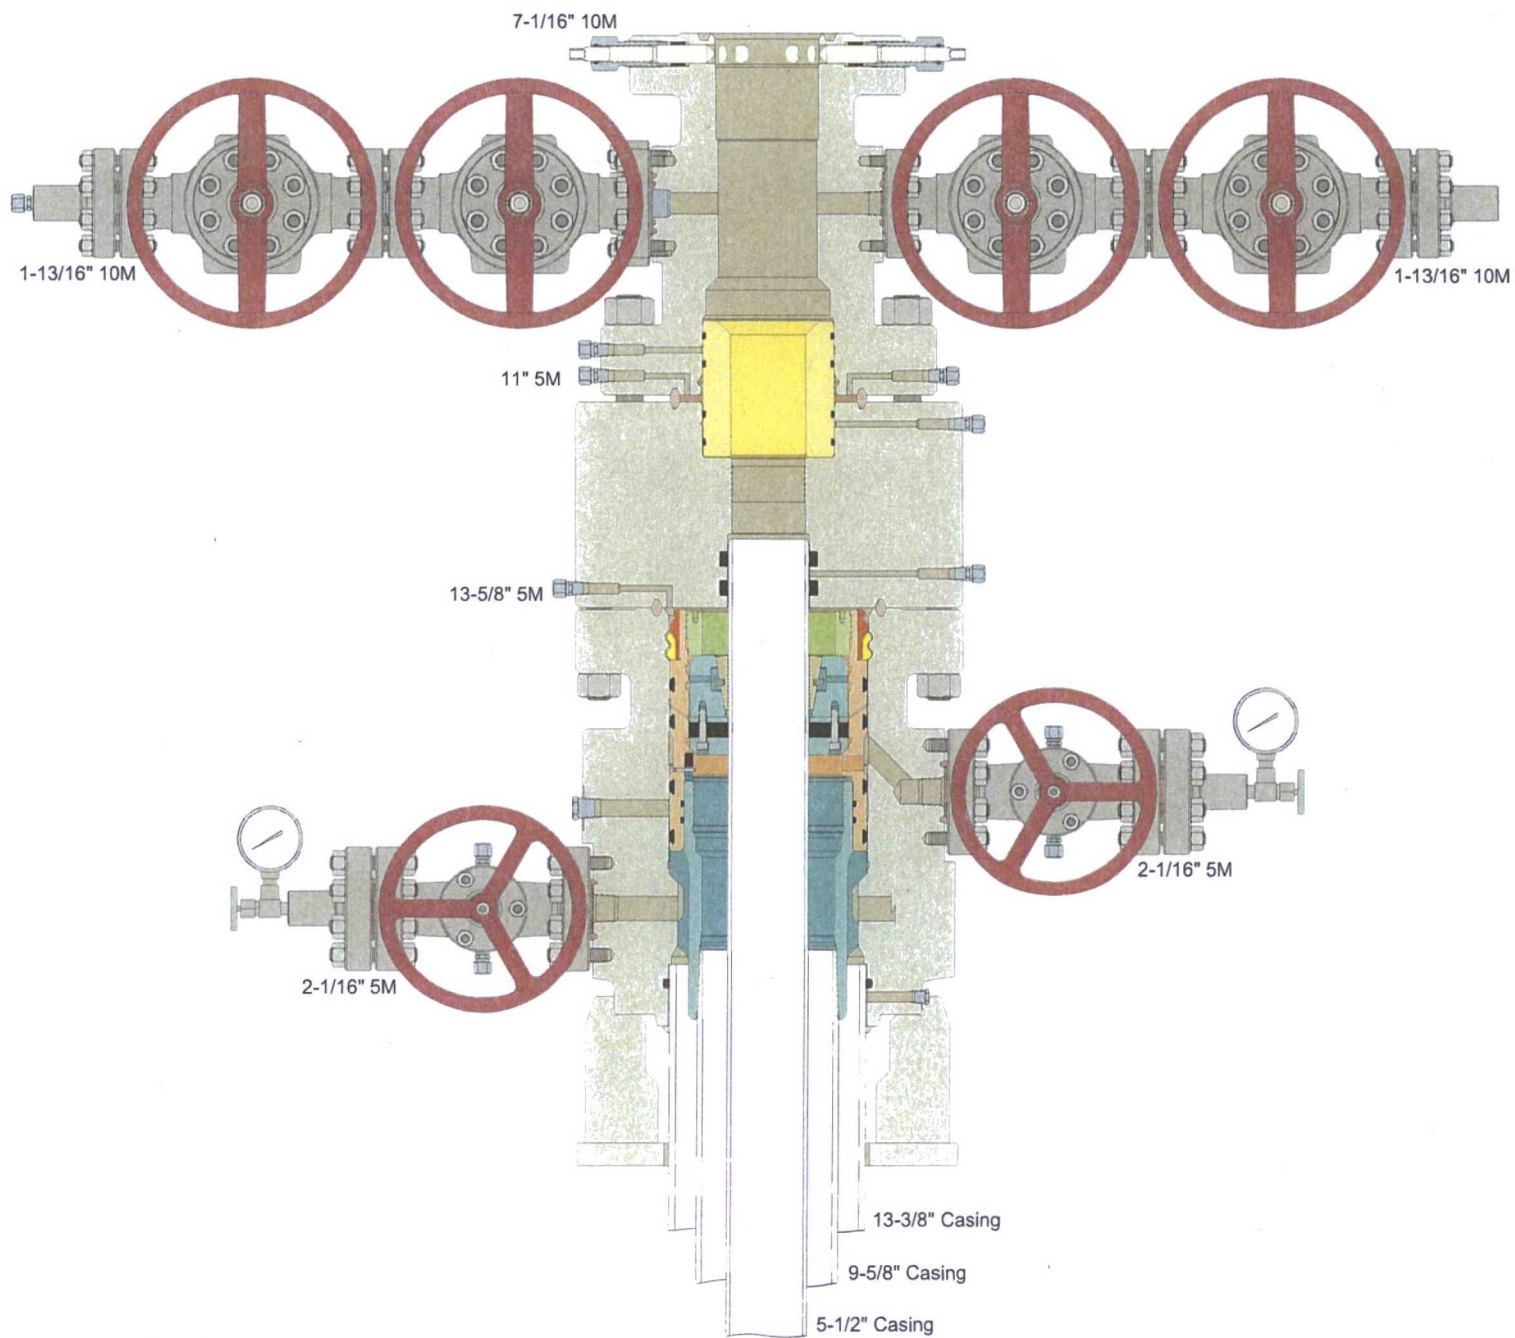 7-1/16" 10M
1-13/16" 10M
1-13/16" 10M
11" 5M
13-5/8" 5M
2-1/16" 5M
2-1/16" 5M
13-3/8" Casing
9-5/8" Casing
5-1/2" Casing